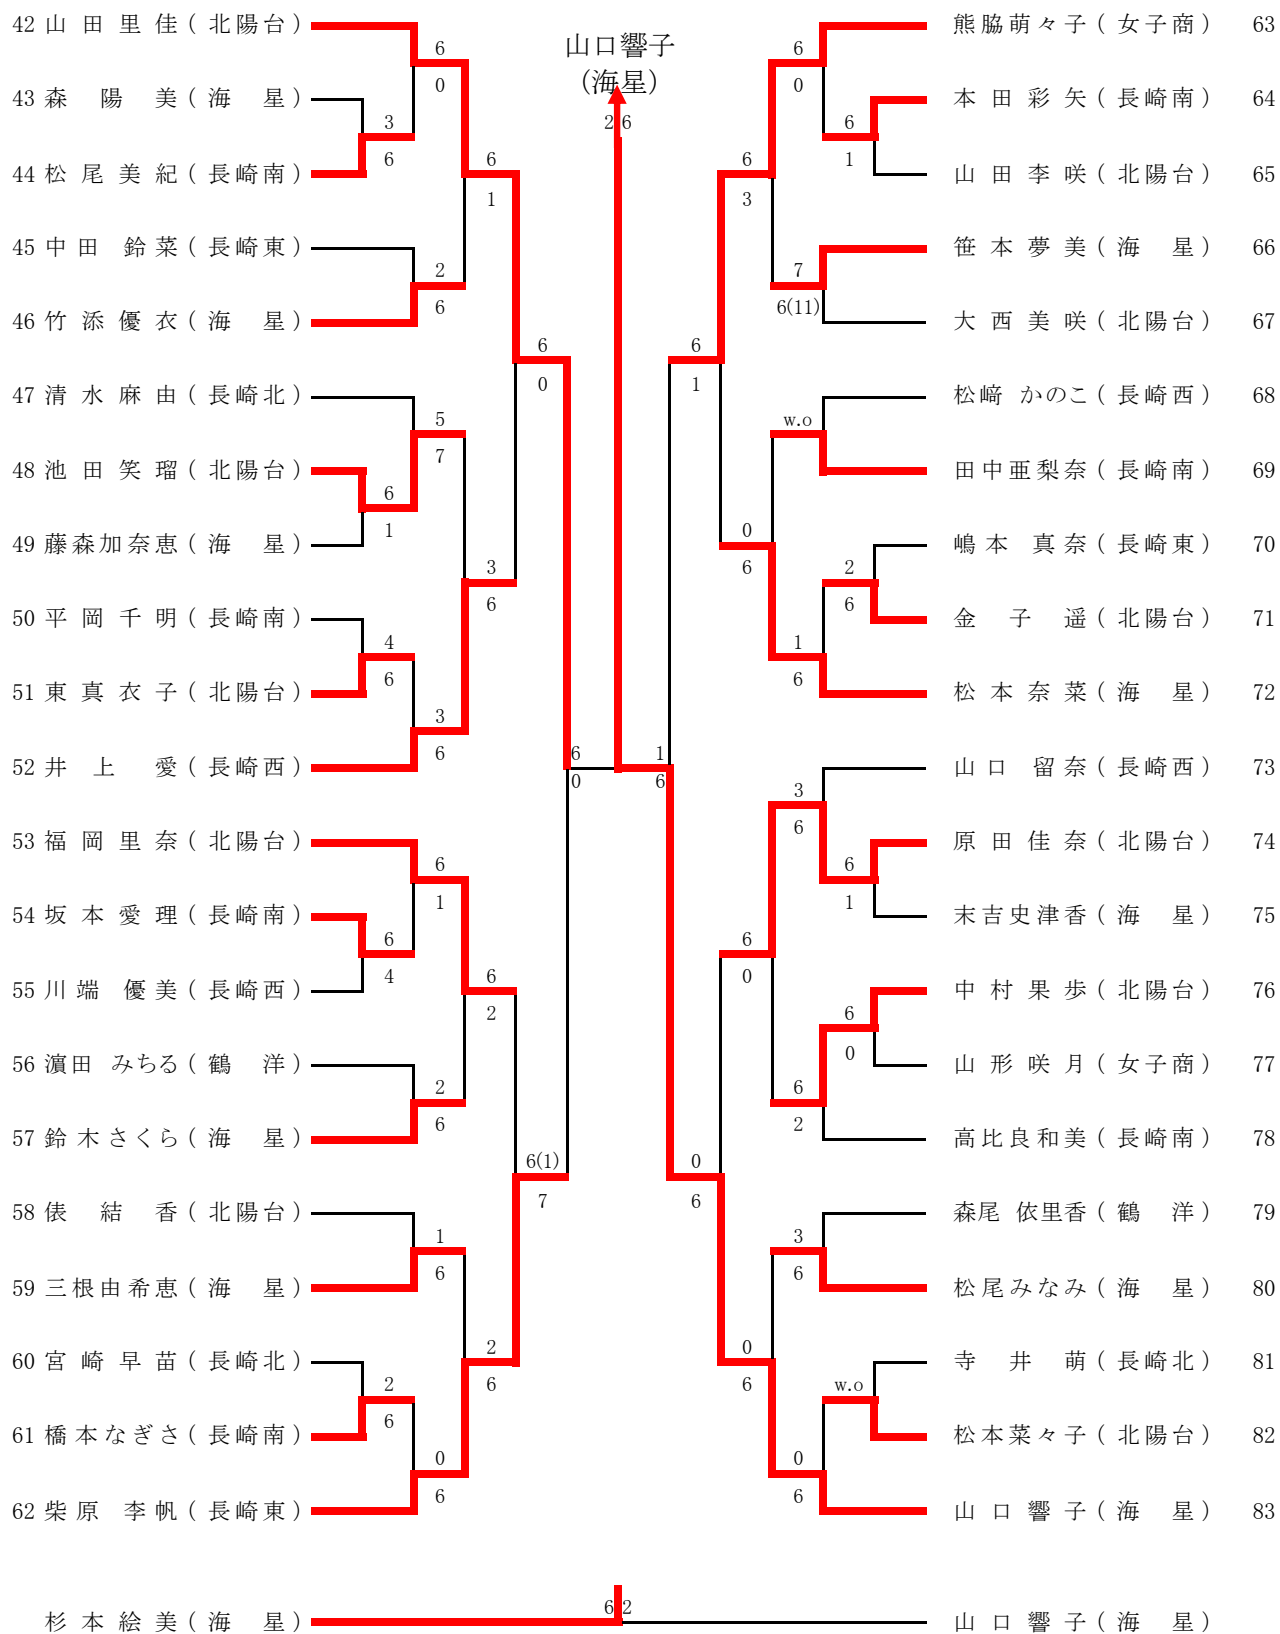 山口響子
(海星)
2 6
42 山田里佳(北陽台)
6
0
43 森陽美(海星)
3
6
44 松尾美紀(長崎南)
6
1
45 中田鈴菜(長崎東)
2
6
46 竹添優衣(海星)
6
0
47 清水麻由(長崎北)
5
7
48 池田笑瑠(北陽台)
6
1
49 藤森加奈恵(海星)
3
6
50 平岡千明(長崎南)
4
6
51 東真衣子(北陽台)
3
6
52 井上愛(長崎西)
6
0
53 福岡里奈(北陽台)
6
1
54 坂本愛理(長崎南)
6
4
55 川端優美(長崎西)
6
2
56 濵田みちる(鶴洋)
2
6
57 鈴木さくら(海星)
6(1)
7
58 俵結香(北陽台)
1
6
59 三根由希恵(海星)
2
6
60 宮崎早苗(長崎北)
2
6
61 橋本なぎさ(長崎南)
0
6
62 柴原李帆(長崎東)
熊脇萌々子(女子商) 63
6
0
本田彩矢(長崎南) 64
6
1
山田李咲(北陽台) 65
6
3
笹本夢美(海星) 66
7
6(11)
大西美咲(北陽台) 67
6
1
松﨑かのこ(長崎西) 68
w.o
田中亜梨奈(長崎南) 69
0
6
嶋本真奈(長崎東) 70
2
6
金子遥(北陽台) 71
1
6
松本奈菜(海星) 72
1
6
山口留奈(長崎西) 73
3
6
原田佳奈(北陽台) 74
6
1
末吉史津香(海星) 75
6
0
中村果歩(北陽台) 76
6
0
山形咲月(女子商) 77
6
2
高比良和美(長崎南) 78
0
6
森尾依里香(鶴洋) 79
3
6
松尾みなみ(海星) 80
0
6
寺井萌(長崎北) 81
w.o
松本菜々子(北陽台) 82
0
6
山口響子(海星) 83
杉本絵美(海星) 6 2 山口響子(海星)